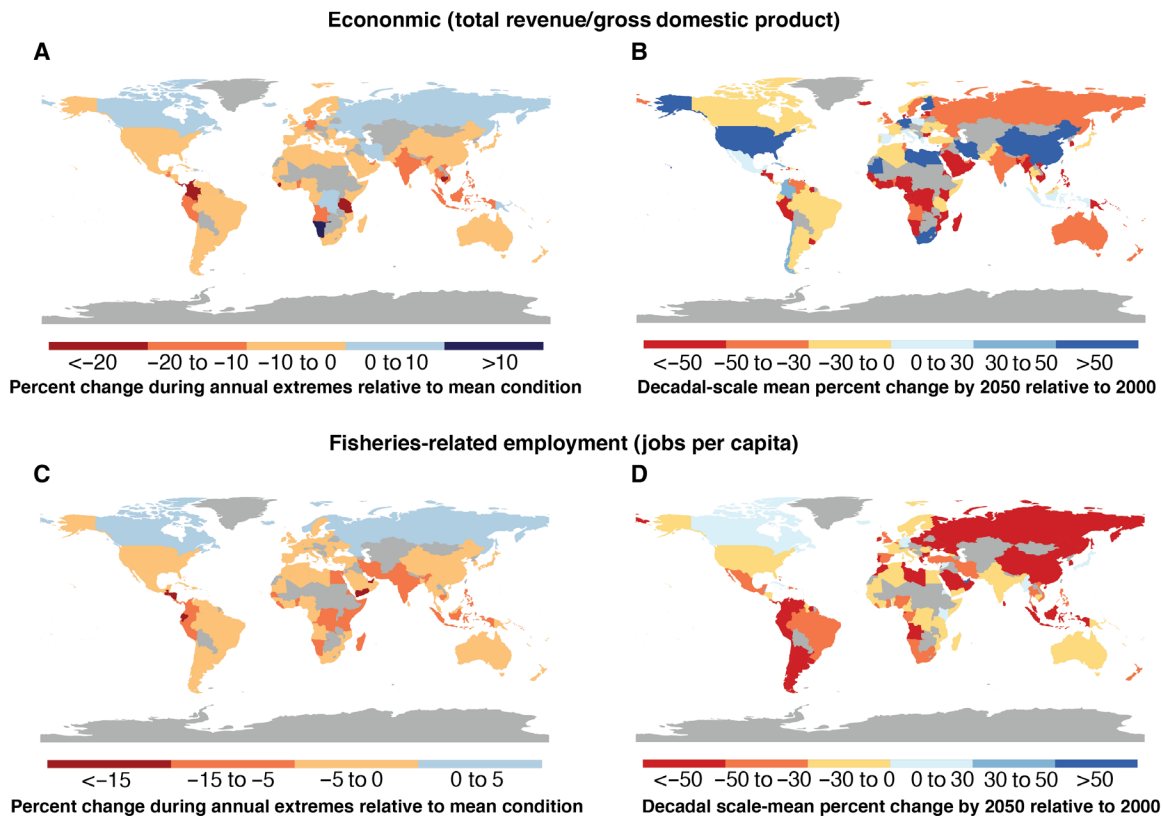 Econonmic (total revenue/gross domestic product)
A
B
<−20 −20 to −10 −10 to 0 0 to 10 >10
Percent change during annual extremes relative to mean condition
<−50 −50 to −30 −30 to 0 0 to 30 30 to 50 >50
Decadal-scale mean percent change by 2050 relative to 2000
Fisheries-related employment (jobs per capita)
C
D
<−15 −15 to −5 −5 to 0 0 to 5
Percent change during annual extremes relative to mean condition
<−50 −50 to −30 −30 to 0 0 to 30 30 to 50 >50
Decadal scale-mean percent change by 2050 relative to 2000